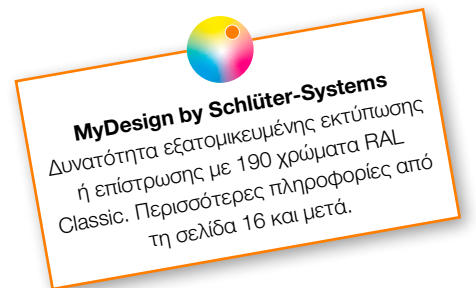 MyDesign by Schlüter-Systems
Δυνατότητα εξατομικευμένης εκτύπωσης
ή επίστρωσης με 190 χρώματα RAL
Classic. Περισσότερες πληροφορίες από
τη σελίδα 16 και μετά.